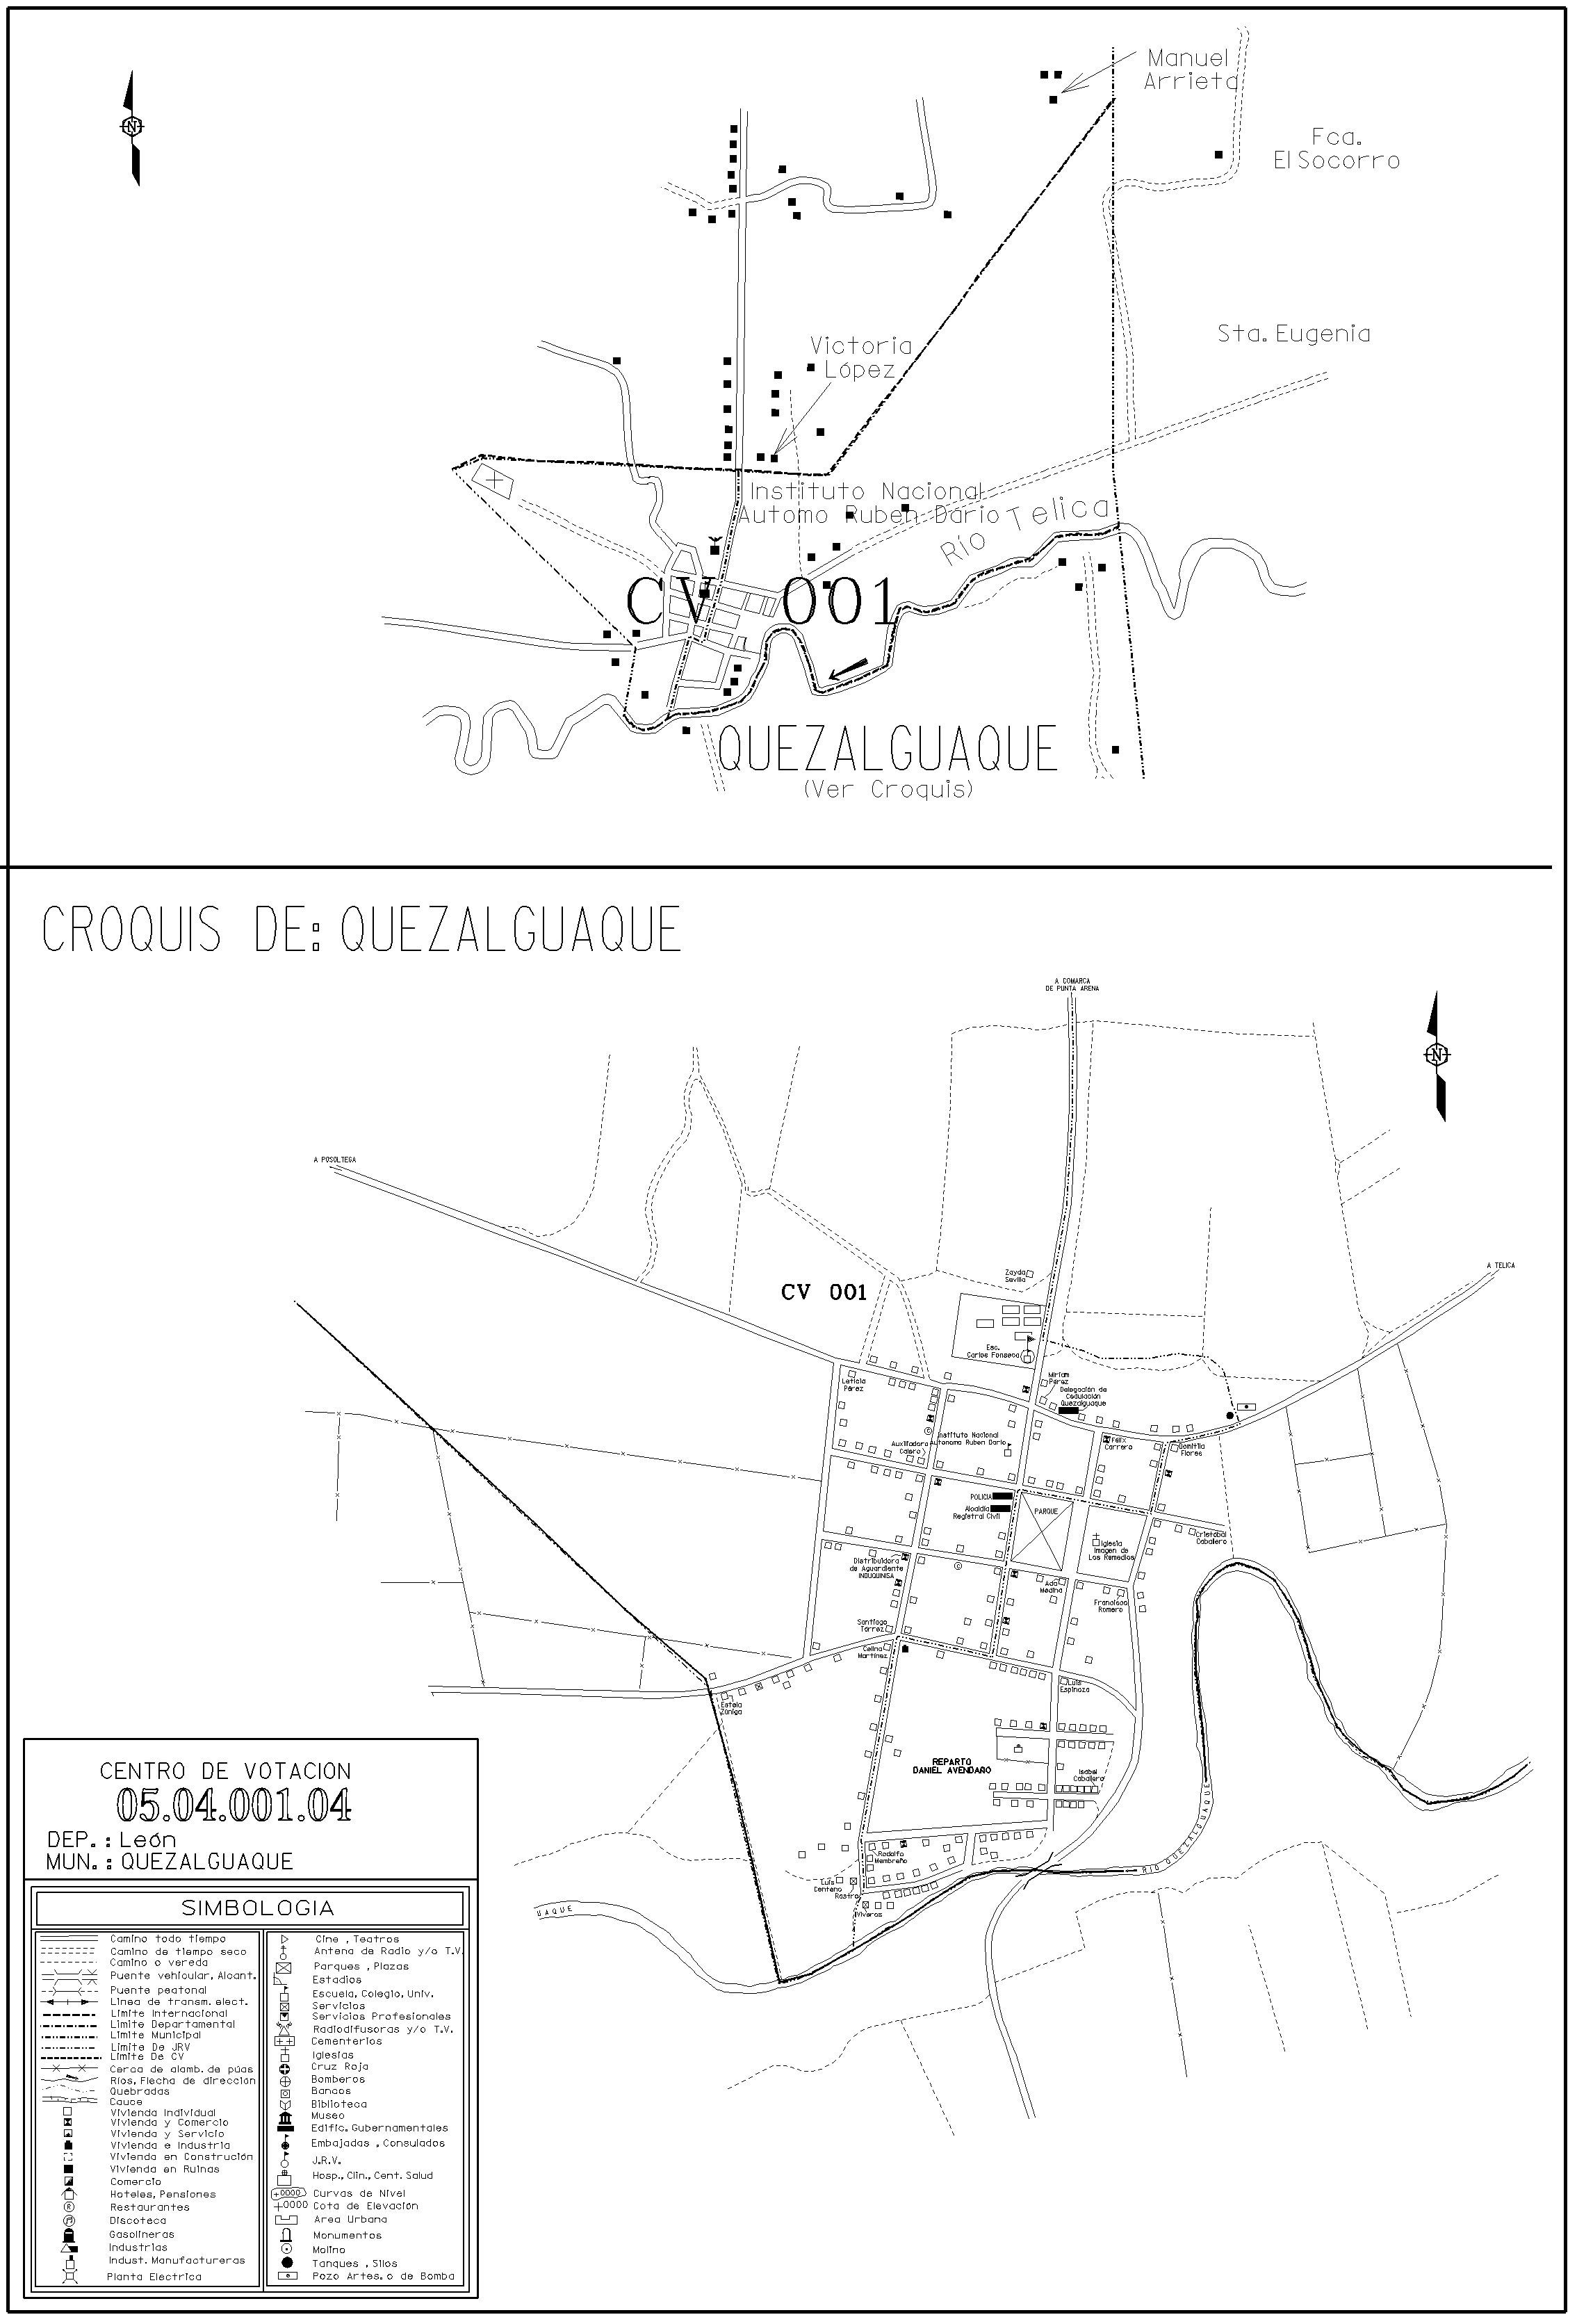 N
Manuel
Arrieta
Fca.
El Socorro
Sta. Eugenia
Victoria
López
Instituto Nacional
Automo Ruben Dario
Río Telica
CV 001
QUEZALGUAQUE
(Ver Croquis)
CROQUIS DE: QUEZALGUAQUE
A COMARCA
DE PUNTA ARENA
N
A POSOLTEGA
A TELICA
Zayda
Sevilla
CV 001
Esc.
Carlos Fonseca
Leticia
Pérez
Miriam
Pérez
Delegación de
Cedulación
Quezalguaque
Auxiliadora
Calero
Instituto Nacional
Autonomo Ruben Dario
Felix
Carrero
Domitila
Flores
POLICIA
Alcaldia
Registral Civil
PARQUE
Iglesia
Imagen de
Los Remedios
Cristobal
Caballero
Distribuidora
de Aguardiente
Ada
Medina
Francisco
Romero
Santiago
Torrez
Celina
Martínez
Luis
Espinoza
Estela
Zúniga
REPARTO
DANIEL AVENDAÑO
Isabel
Caballero
Rodolfo
Membreño
Luis
Centeno
Rastro
Viveros
RIO QUEZALGUAQUE
UAQUE
CENTRO DE VOTACION
05.04.001.04
DEP. : León
MUN. : QUEZALGUAQUE
SIMBOLOGIA
Camino todo tiempo
Camino de tiempo seco
Camino o vereda
Puente vehicular, Alcant.
Puente peatonal
Linea de transm. elect.
Limite Internacional
Limite Departamental
Limite Municipal
Limite De JRV
Limite De CV
Cerca de alamb. de púas
Ríos, Flecha de dirección
Quebradas
Cauce
Vivienda Individual
Vivienda y Comercio
Vivienda y Servicio
Vivienda e Industria
Vivienda en Construción
Vivienda en Ruinas
Comercio
Hoteles, Pensiones
Restaurantes
Discoteca
Gasolineras
Industrias
Indust. Manufactureras
Planta Electrica
Cine , Teatros
Antena de Radio y/o T.V.
Parques , Plazas
Estadios
Escuela, Colegio, Univ.
Servicios
Servicios Profesionales
Radiodifusoras y/o T.V.
Cementerios
Iglesias
Cruz Roja
Bomberos
Bancos
Biblioteca
Museo
Edific. Gubernamentales
Embajadas , Consulados
J.R.V.
Hosp., Clin., Cent. Salud
+0000 Curvas de Nivel
+0000 Cota de Elevación
Area Urbana
Monumentos
Molino
Tanques , Silos
Pozo Artes. o de Bomba